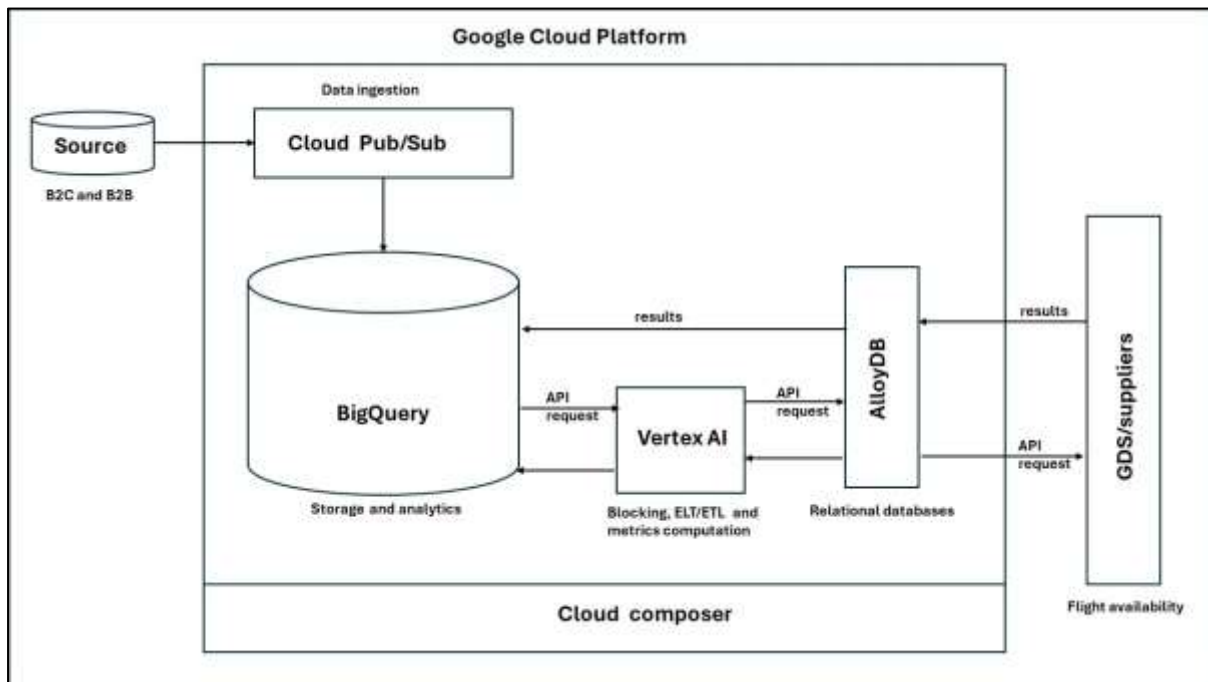 Google Cloud Platform
Data ingestion
Cloud Pub/Sub
Source
B2C and B2B
results
results
AlloyDB
GDS/suppliers
API
request
API
request
BigQuery
Vertex AI
API
request
Storage and analytics
Blocking, ELT/ETL and
metrics computation
Relational databases
Cloud composer
Flight availability